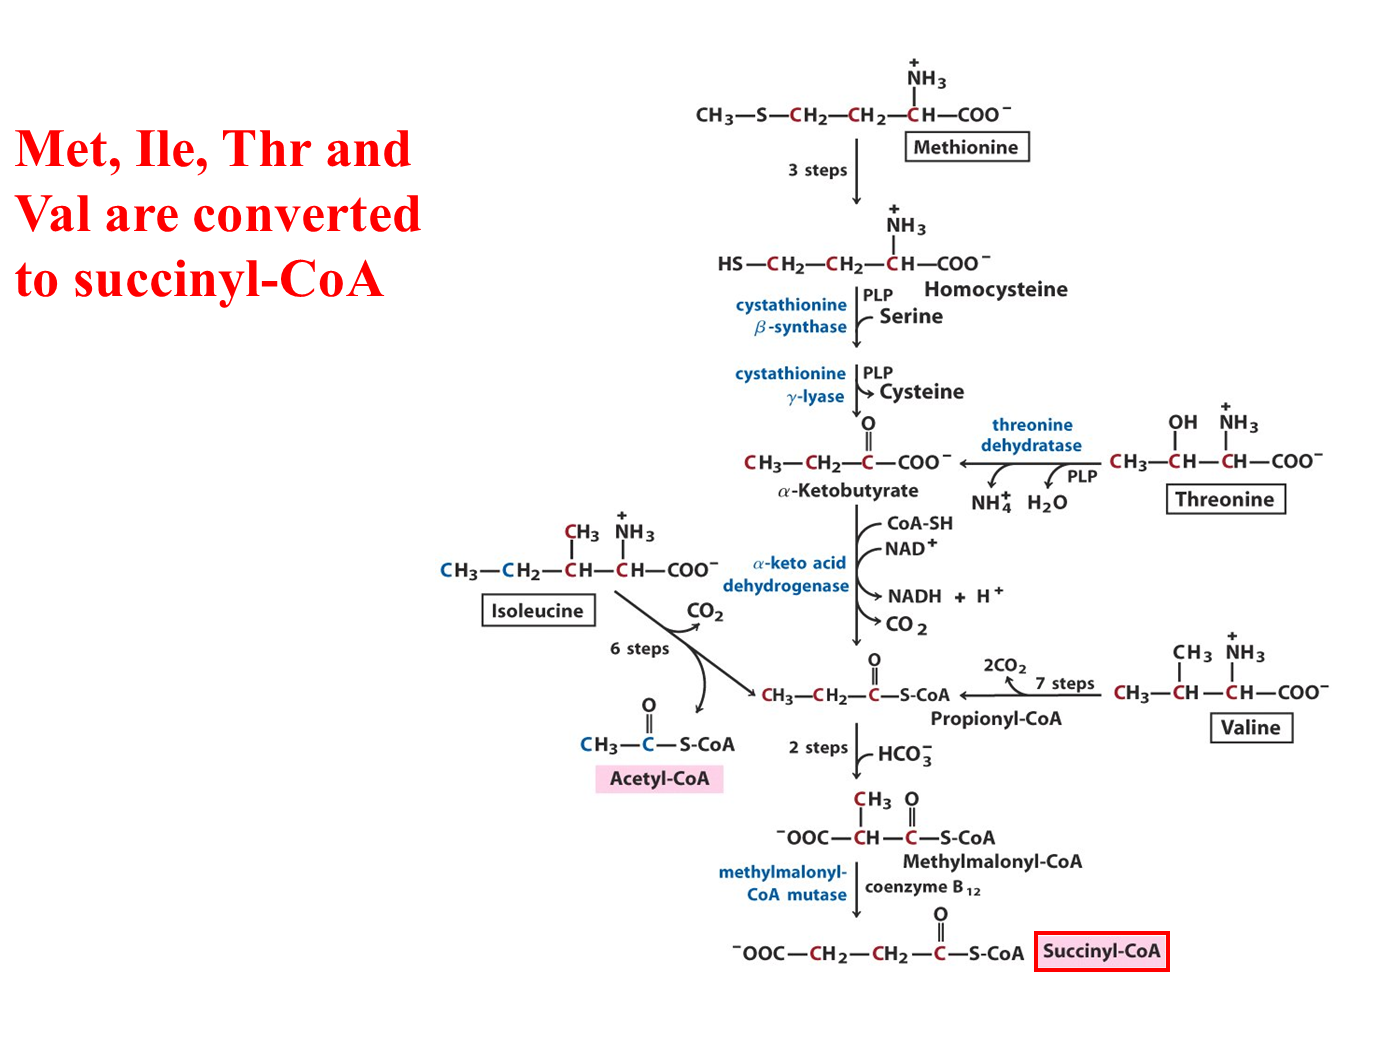 Met, Ile, Thr and
Val are converted
to succinyl-CoA
+
NH3
CH3—S—CH2—CH2—CH—COO−
Methionine
3 steps
+
NH3
HS—CH2—CH2—CH—COO−
Homocysteine
cystathionine
β-synthase
PLP
Serine
cystathionine
γ-lyase
PLP
Cysteine
O
CH3—CH2—C—COO−
α-Ketobutyrate
threonine
dehydratase
PLP
NH4+ H2O
OH
+
NH3
CH3—CH—CH—COO−
Threonine
CoA-SH
NAD+
α-keto acid
dehydrogenase
NADH + H+
CO2
+
CH3 NH3
CH3—CH2—CH—CH—COO−
Isoleucine
CO2
6 steps
O
CH3—C—S-CoA
Acetyl-CoA
O
CH3—CH2—C—S-CoA
Propionyl-CoA
2CO2
7 steps
+
CH3 NH3
CH3—CH—CH—COO−
Valine
2 steps
HCO3−
CH3 O
−OOC—CH—C—S-CoA
Methylmalonyl-CoA
methylmalonyl-
CoA mutase
coenzyme B12
O
−OOC—CH2—CH2—C—S-CoA
Succinyl-CoA